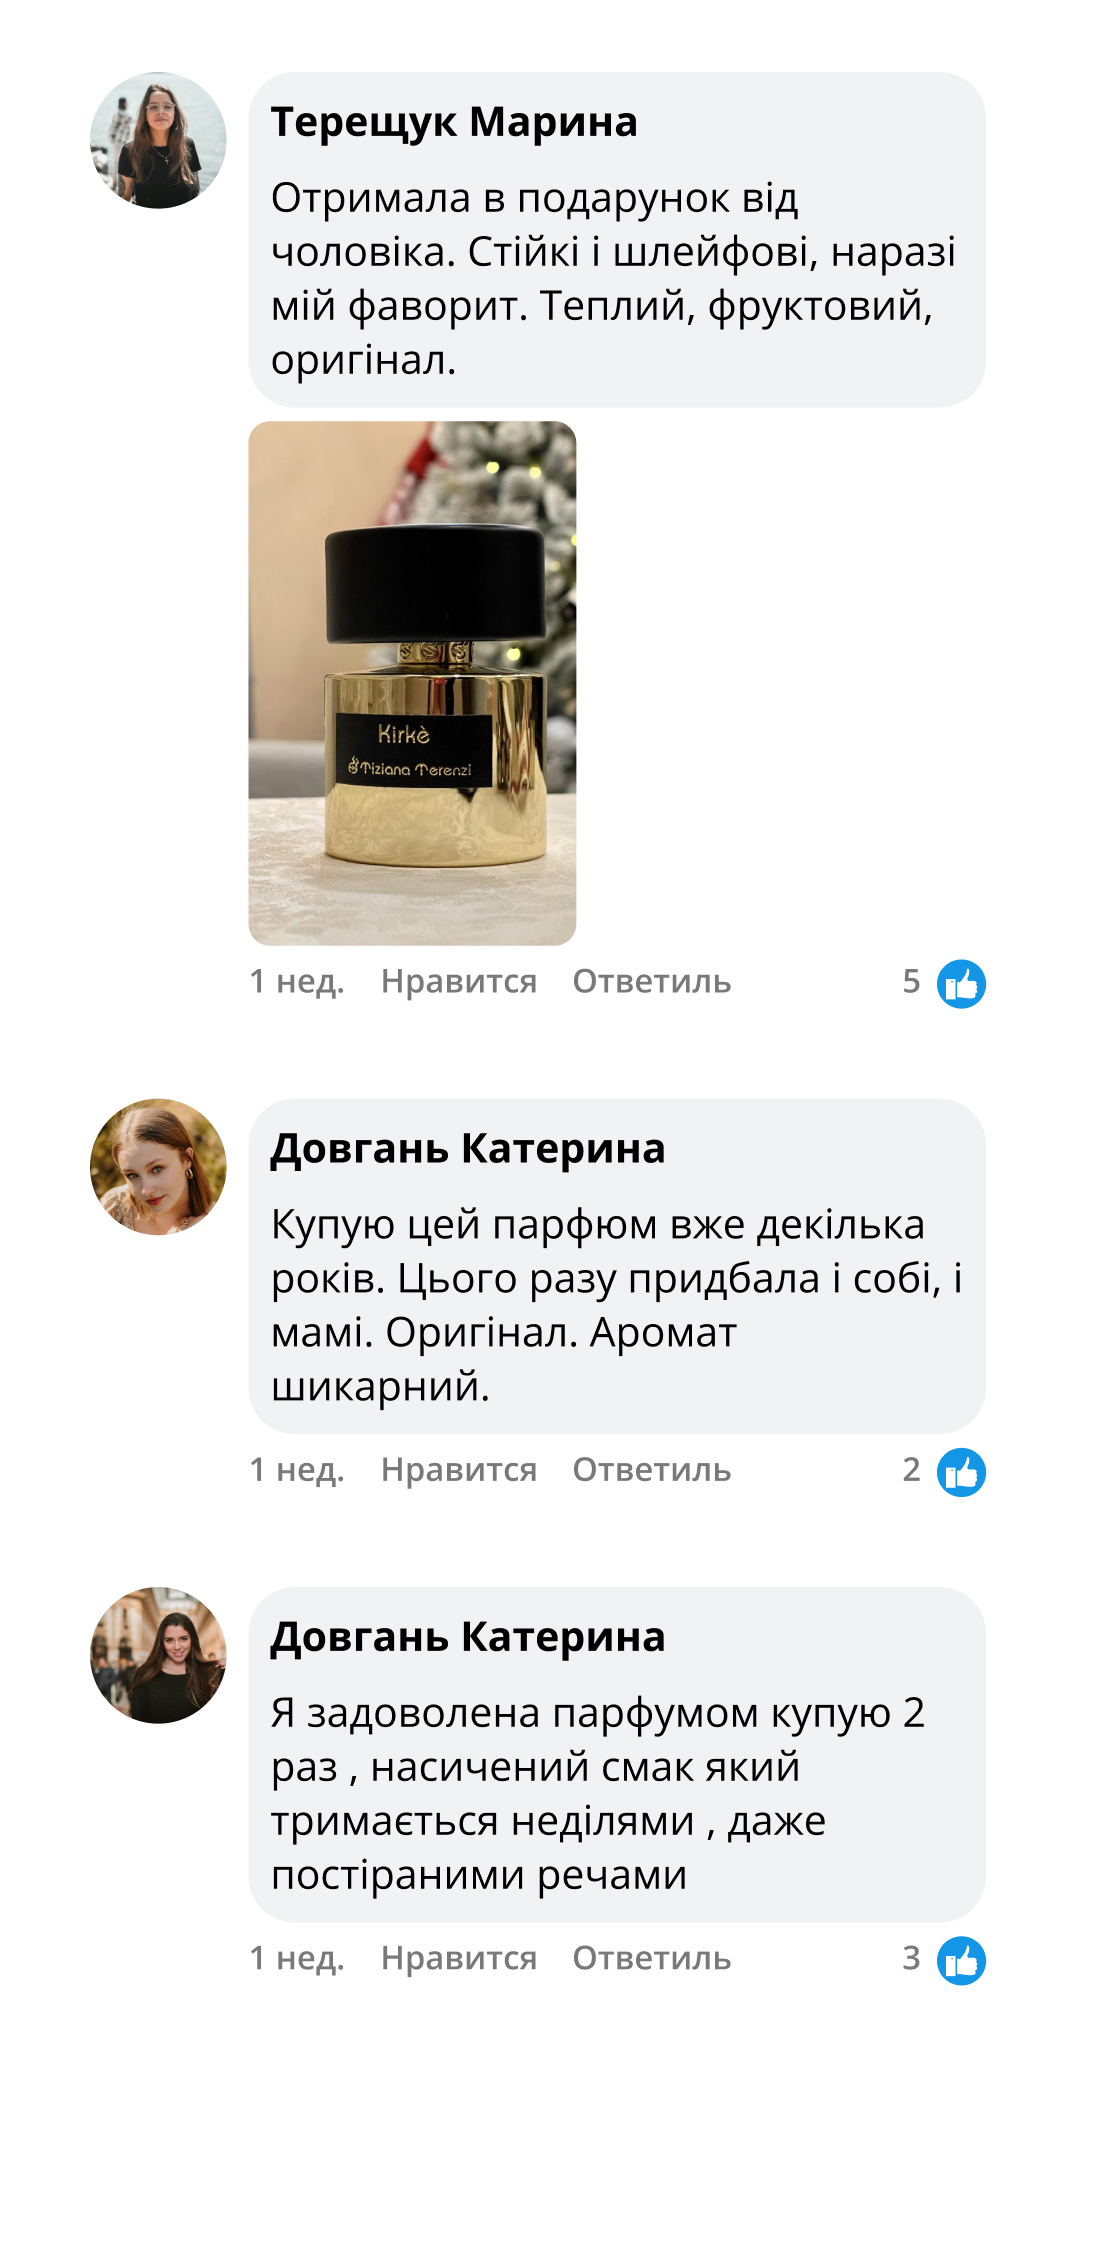 Терещук Марина
Отримала в подарунок від
чоловіка. Стійкі і шлейфові, наразі
мій фаворит. Теплий, фруктовий,
оригінал.
Kirkè
Tiziana Terenzi
1 нед. Нравится Ответиль 5
Довгань Катерина
Купую цей парфюм вже декілька
років. Цього разу придбала і собі, і
мамі. Оригінал. Аромат
шикарний.
1 нед. Нравится Ответиль 2
Довгань Катерина
Я задоволена парфумом купую 2
раз , насичений смак який
тримається неділями , даже
постіраними речами
1 нед. Нравится Ответиль 3